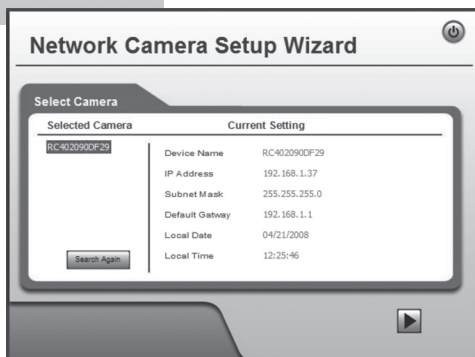 Network Camera Setup Wizard
Select Camera
Selected Camera
Current Setting
RC402090DF29
Device Name RC402090DF29
IP Address 192.168.1.37
Subnet Mask 255.255.255.0
Default Gatway 192.168.1.1
Local Date 04/21/2008
Local Time 12:25:46
Search Again